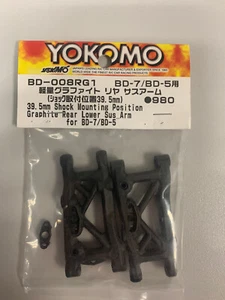 YOKOMO
BD-008RG1 BD-7/BD-5用
軽量グラファイト リヤ サスアーム
(ショック取付位置39.5mm) ●980
39.5mm Shock Mounting Position
Graphite Rear Lower Sus Arm
for BD-7/BD-5